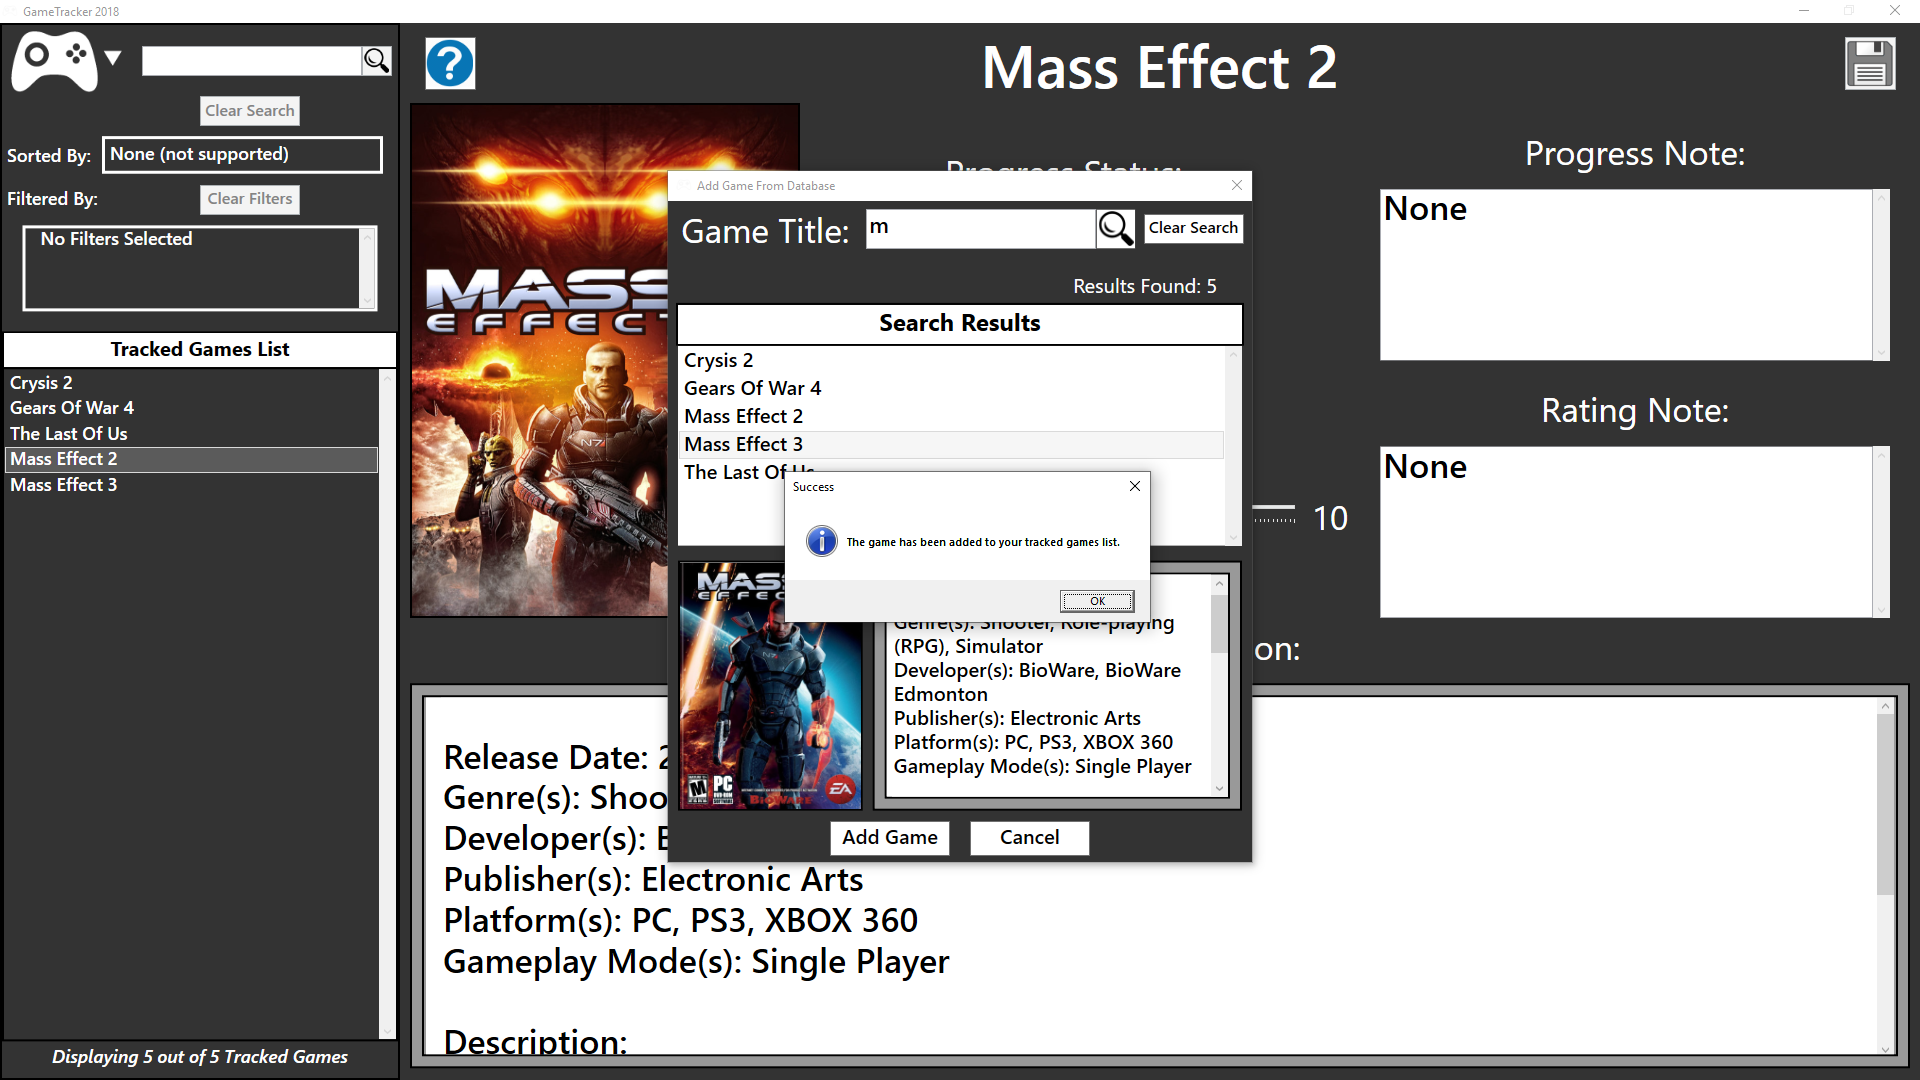 GameTracker 2018
Clear Search
Sorted By:
None (not supported)
Filtered By:
Clear Filters
No Filters Selected
Tracked Games List
Crysis 2
Gears Of War 4
The Last Of Us
Mass Effect 2
Mass Effect 3
Displaying 5 out of 5 Tracked Games
?
Mass Effect 2
Progress Status:
MASS
EFFECT
N7
Progress Note:
None
Rating Note:
None
10
on:
Release Date: 2
Genre(s): Shoo
Developer(s): B
Publisher(s): Electronic Arts
Platform(s): PC, PS3, XBOX 360
Gameplay Mode(s): Single Player
Description:
Add Game From Database
Game Title:
m
Clear Search
Results Found: 5
Search Results
Crysis 2
Gears Of War 4
Mass Effect 2
Mass Effect 3
The Last Of Us
Success
The game has been added to your tracked games list.
OK
MASS
EFFEC
N7
M
PC
BIOWARE
EA
Genre(s): Shooter, Role-playing
(RPG), Simulator
Developer(s): BioWare, BioWare
Edmonton
Publisher(s): Electronic Arts
Platform(s): PC, PS3, XBOX 360
Gameplay Mode(s): Single Player
Add Game
Cancel